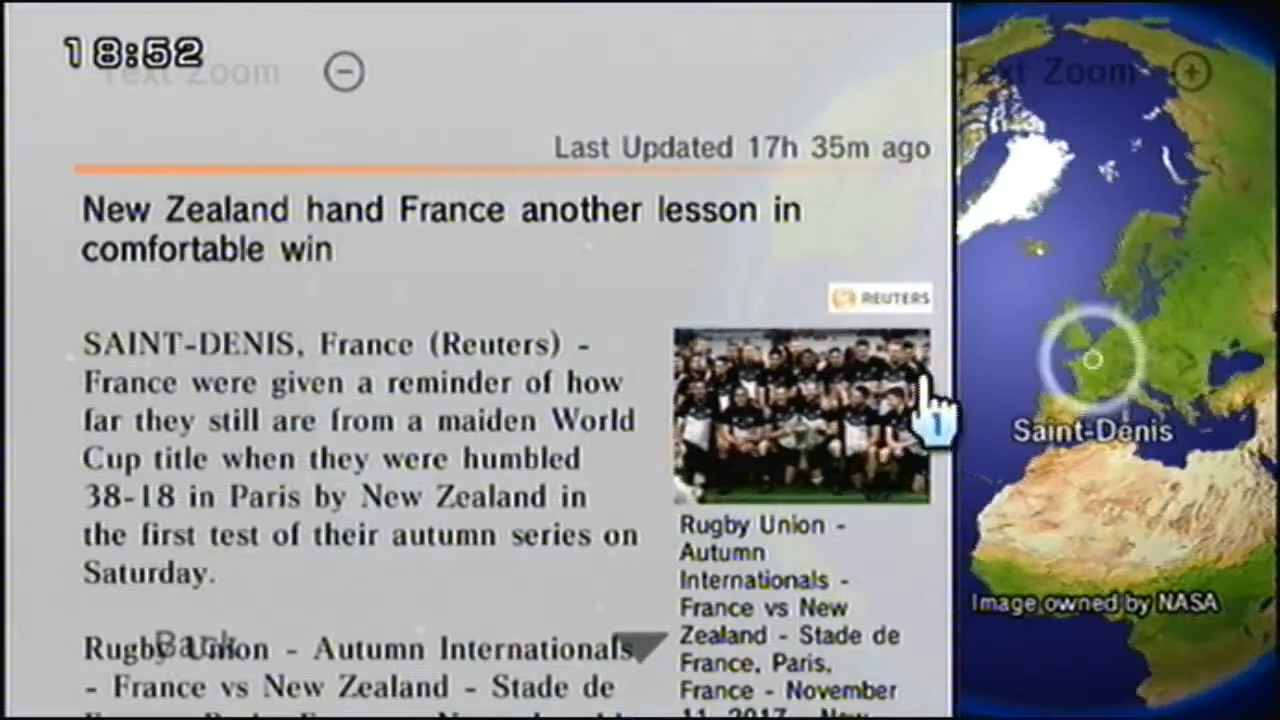 18:52
Text Zoom
Text Zoom
Last Updated 17h 35m ago
New Zealand hand France another lesson in
comfortable win
REUTERS
SAINT-DENIS, France (Reuters) -
France were given a reminder of how
far they still are from a maiden World
Cup title when they were humbled
38-18 in Paris by New Zealand in
the first test of their autumn series on
Saturday.
Rugby Union - Autumn Internationals
- France vs New Zealand - Stade de
Back
Rugby Union -
Autumn
Internationals -
France vs New
Zealand - Stade de
France, Paris,
France - November
11, 2017 - New
1
Saint-Denis
Image owned by NASA